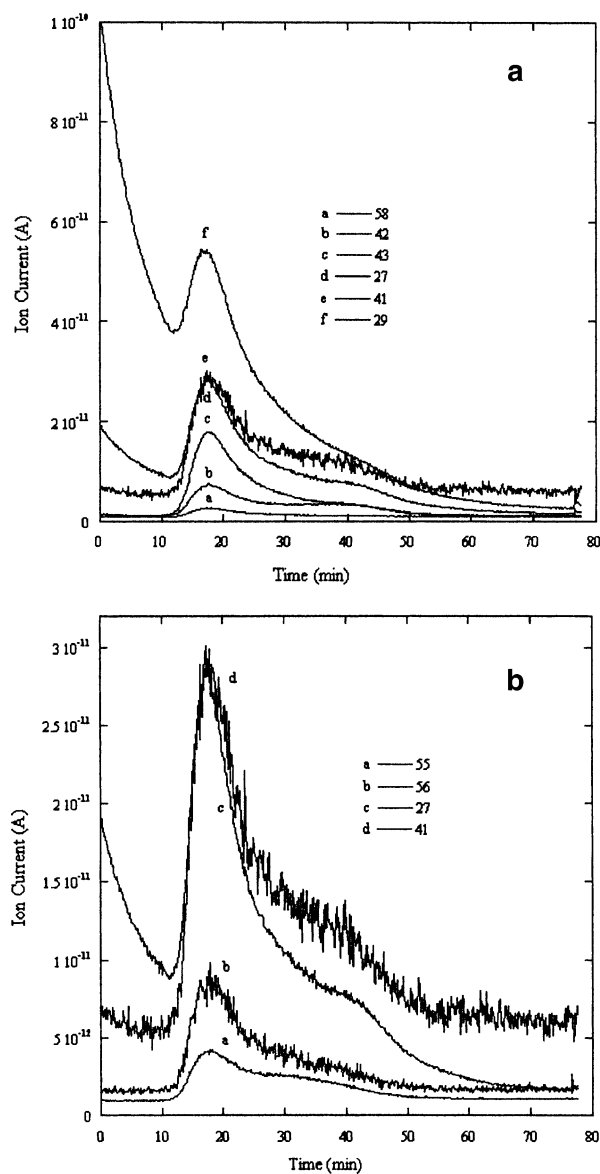 1 10⁻¹⁰
a
8 10⁻¹¹
6 10⁻¹¹
4 10⁻¹¹
2 10⁻¹¹
0
Ion Current (A)
f
e
d
c
b
a
a 58
b 42
c 43
d 27
e 41
f 29
0 10 20 30 40 50 60 70 80
Time (min)
b
3 10⁻¹¹
2.5 10⁻¹¹
2 10⁻¹¹
1.5 10⁻¹¹
1 10⁻¹¹
5 10⁻¹²
0
Ion Current (A)
d
c
b
a
a 55
b 56
c 27
d 41
0 10 20 30 40 50 60 70 80
Time (min)